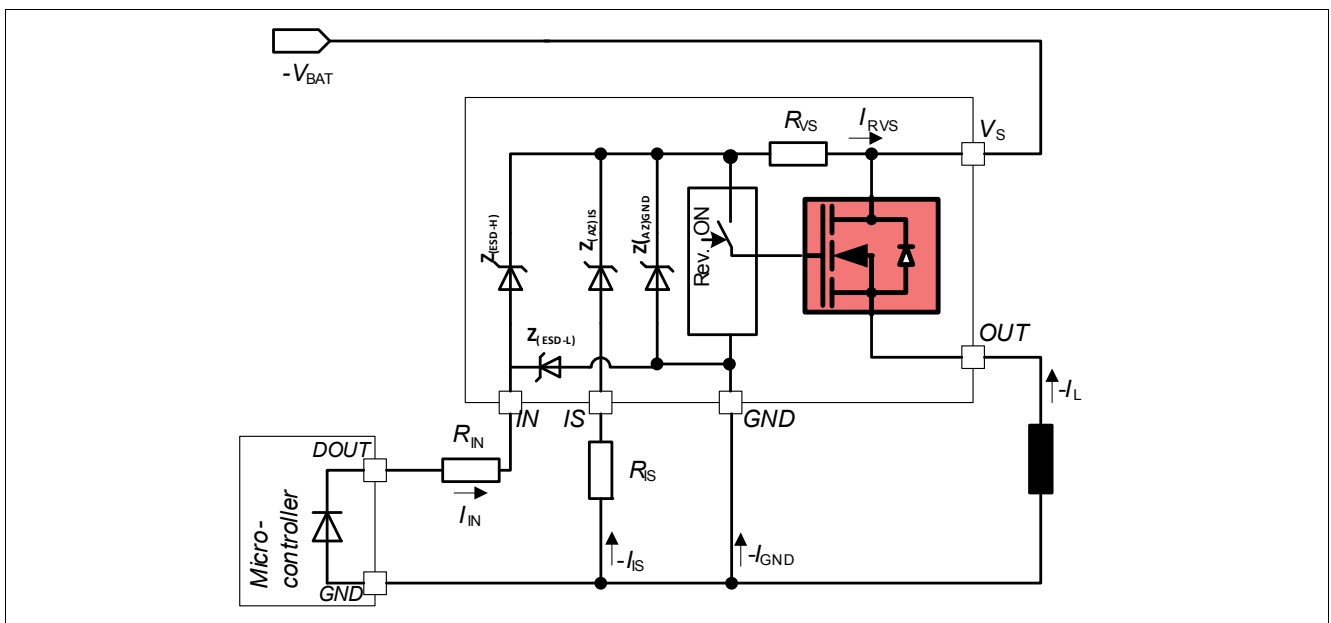 -VBAT
RVS
IRVS
VS
Z(ESD-H)
Z(AZ)IS
Z(AZ)GND
Rev. ON
Z(ESD-L)
OUT
-IL
IN
IS
GND
DOUT
RIN
RIS
IIN
-IIS
-IGND
Micro-
controller
GND